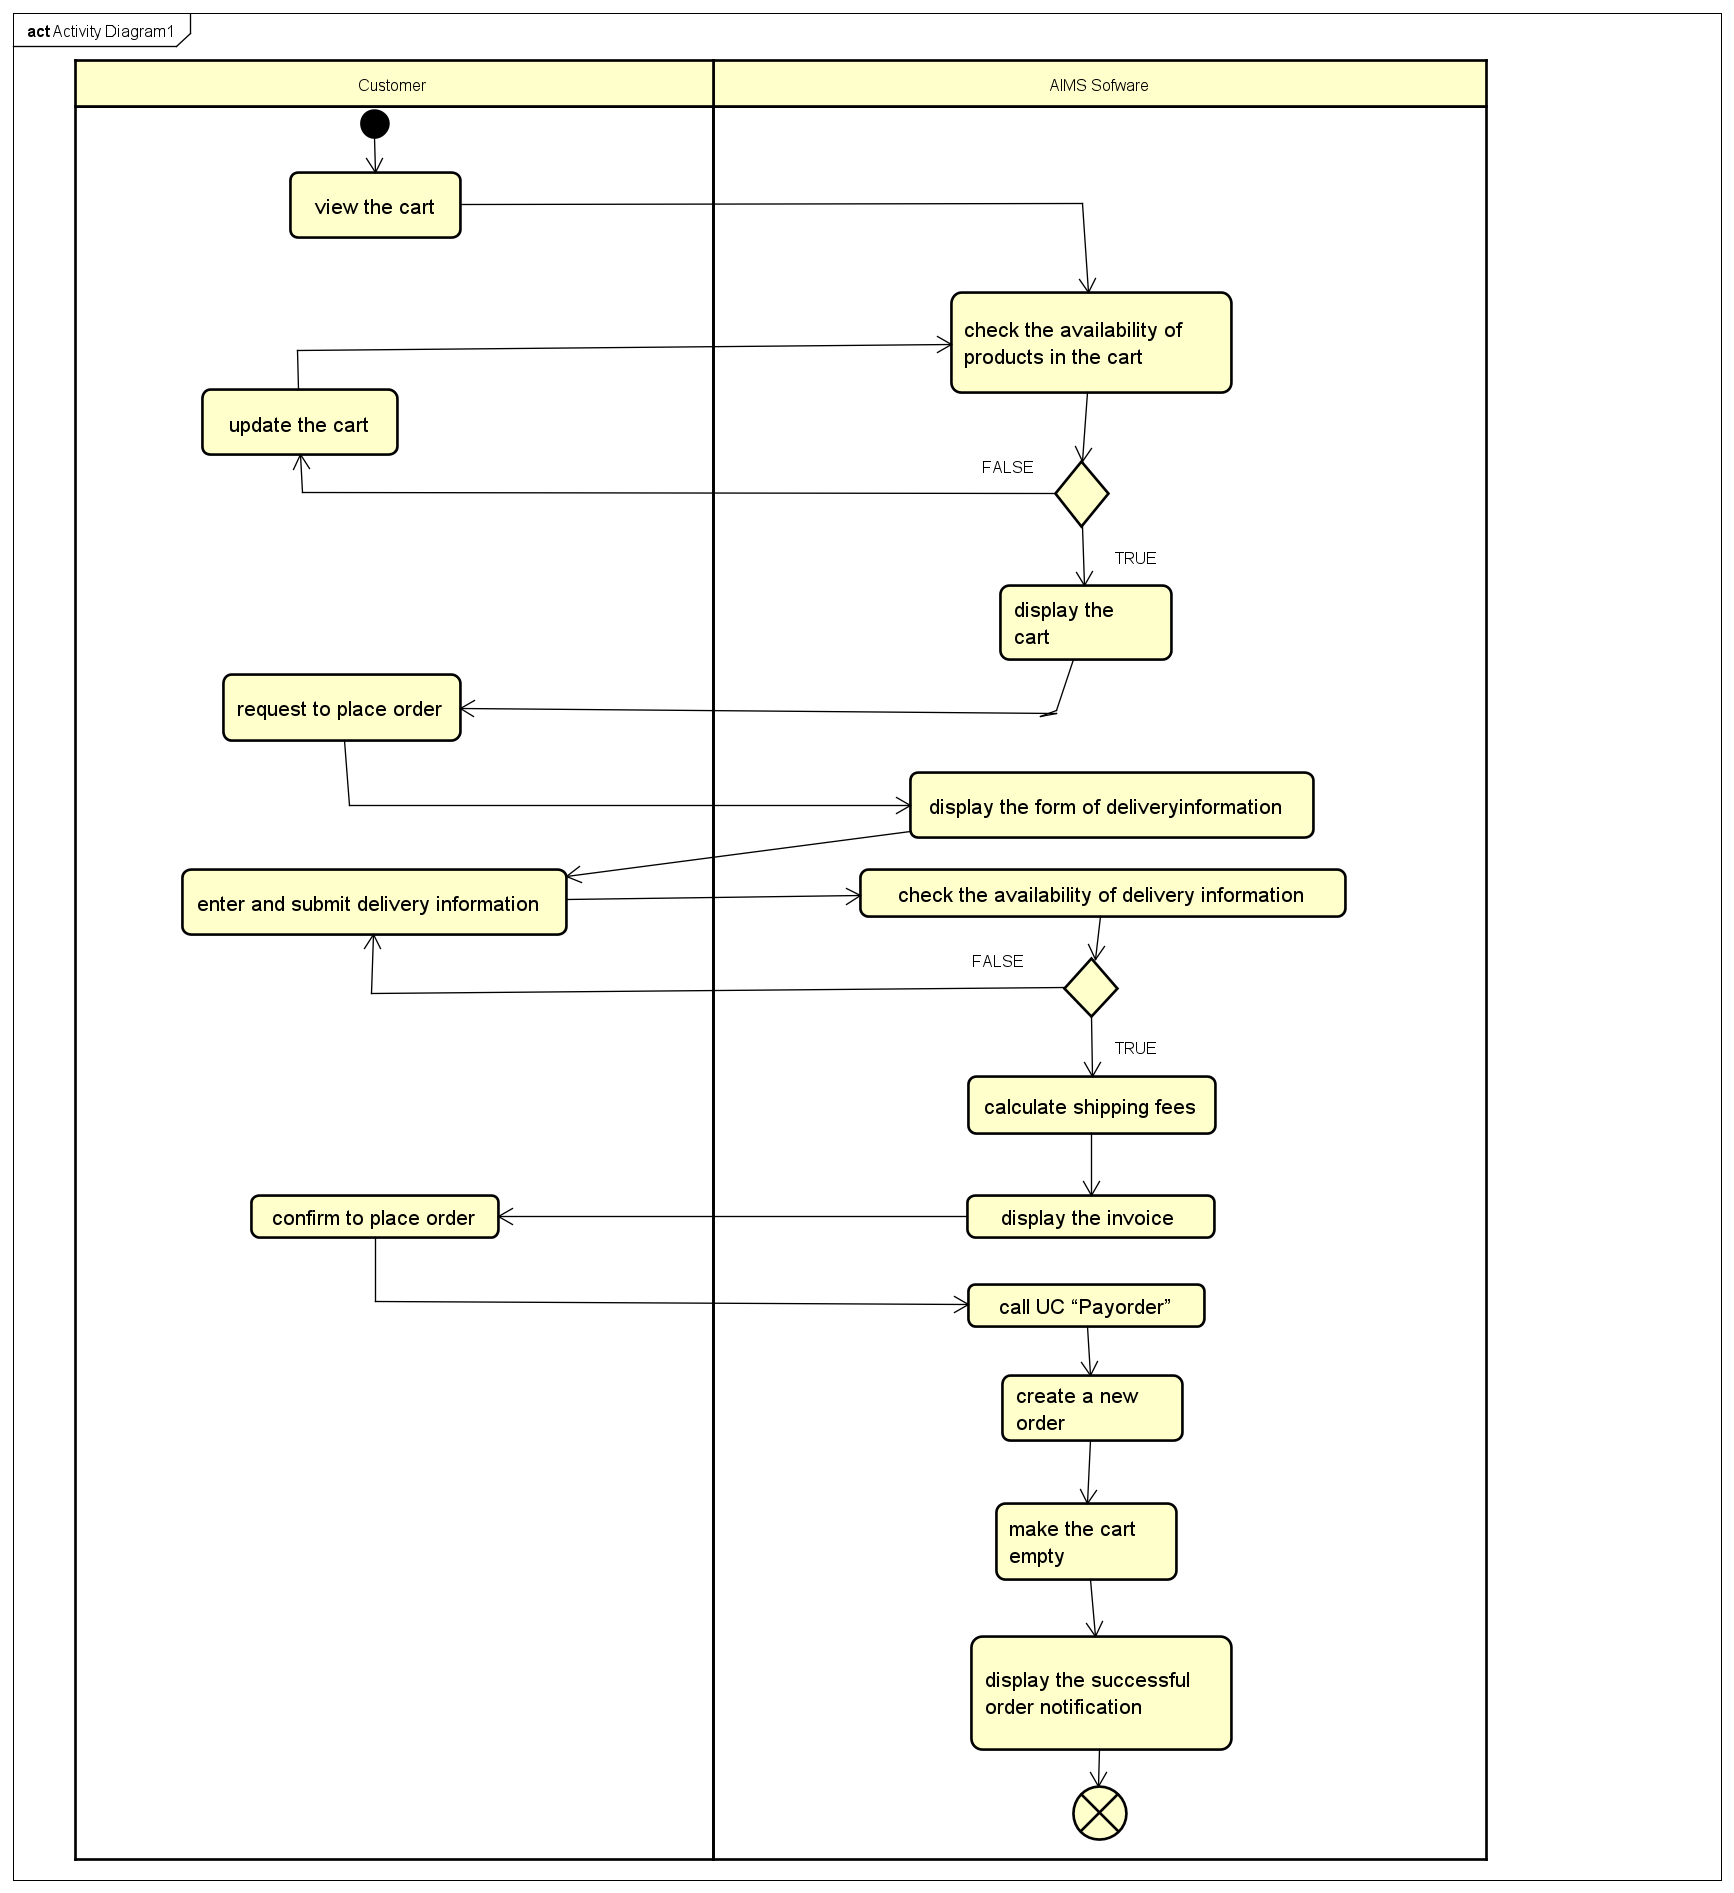 act Activity Diagram1
Customer
AIMS Sofware
view the cart
check the availability of
products in the cart
update the cart
FALSE
TRUE
display the
cart
request to place order
display the form of deliveryinformation
enter and submit delivery information
check the availability of delivery information
FALSE
TRUE
calculate shipping fees
confirm to place order
display the invoice
call UC “Payorder”
create a new
order
make the cart
empty
display the successful
order notification